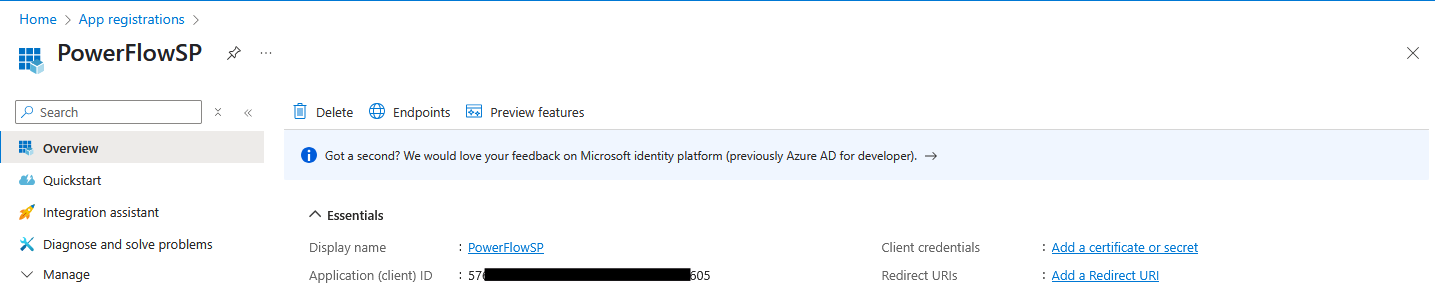 Home > App registrations >
PowerFlowSP ...
Search
Delete Endpoints Preview features
Overview
Got a second? We would love your feedback on Microsoft identity platform (previously Azure AD for developer). →
Quickstart
Integration assistant
Essentials
Diagnose and solve problems
Display name : PowerFlowSP Client credentials : Add a certificate or secret
Manage
Application (client) ID : 576 605 Redirect URIs : Add a Redirect URI